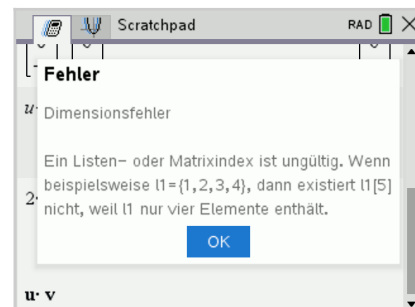 Scratchpad RAD
Fehler
u·
Dimensionsfehler
Ein Listen- oder Matrixindex ist ungültig. Wenn
beispielsweise l1={1,2,3,4}, dann existiert l1[5]
2·
nicht, weil l1 nur vier Elemente enthält.
OK
u· v